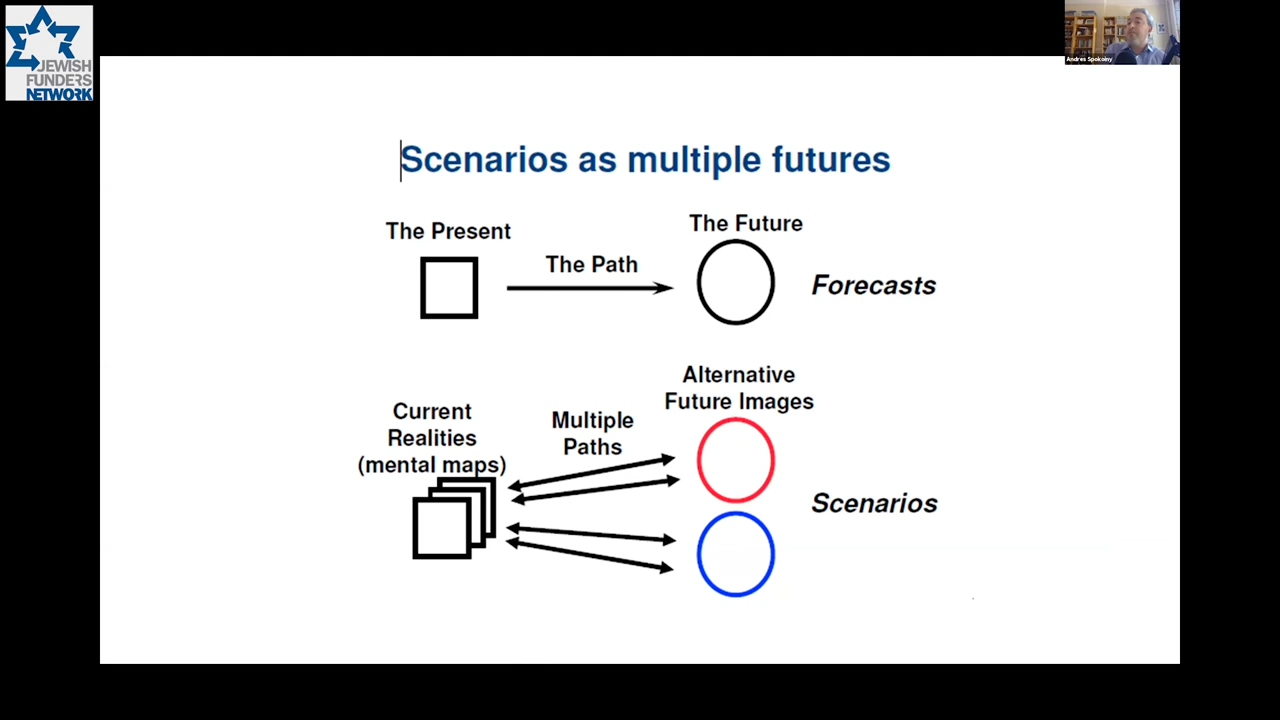 JEWISH
FUNDERS
NETWORK
Andres Spokoiny
Scenarios as multiple futures
The Present
The Future
The Path
Forecasts
Alternative
Future Images
Current
Realities
(mental maps)
Multiple
Paths
Scenarios